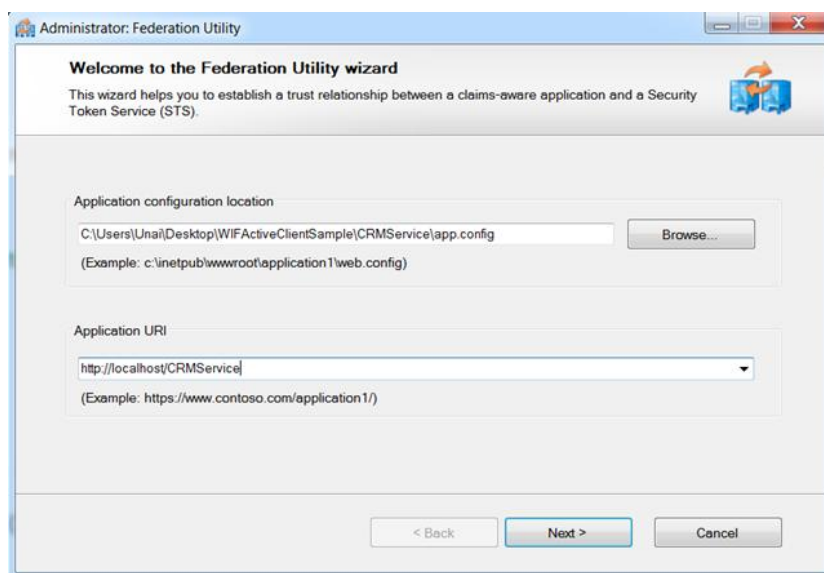 Administrator: Federation Utility
Welcome to the Federation Utility wizard
This wizard helps you to establish a trust relationship between a claims-aware application and a Security
Token Service (STS).
Application configuration location
C:\Users\Unai\Desktop\WIFActiveClientSample\CRMService\app.config
Browse...
(Example: c:\inetpub\wwwroot\application1\web.config)
Application URI
http://localhost/CRMService
(Example: https://www.contoso.com/application1/)
< Back
Next >
Cancel